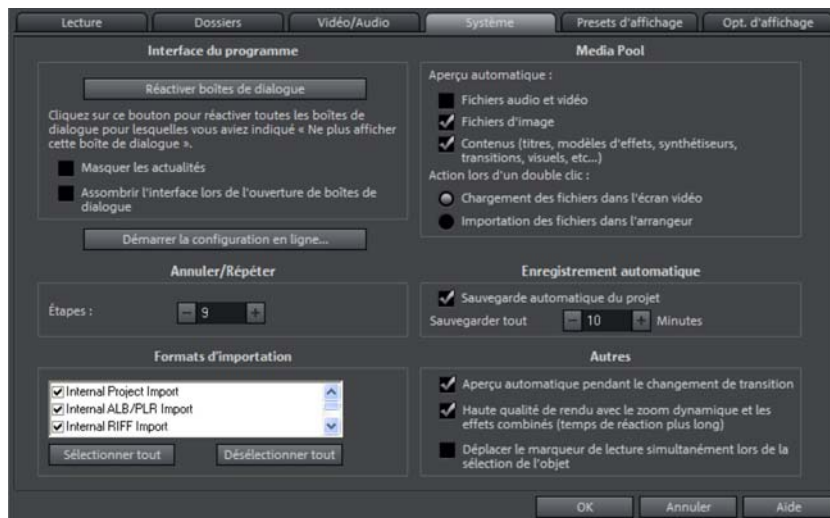 Lecture
Dossiers
Vidéo/Audio
Système
Presets d'affichage
Opt. d'affichage
Interface du programme
Réactiver boîtes de dialogue
Cliquez sur ce bouton pour réactiver toutes les boîtes de
dialogue pour lesquelles vous aviez indiqué « Ne plus afficher
cette boîte de dialogue ».
Masquer les actualités
Assombrir l'interface lors de l'ouverture de boîtes de
dialogue
Démarrer la configuration en ligne...
Media Pool
Aperçu automatique :
Fichiers audio et vidéo
Fichiers d'image
Contenus (titres, modèles d'effets, synthétiseurs,
transitions, visuels, etc...)
Action lors d'un double clic :
Chargement des fichiers dans l'écran vidéo
Importation des fichiers dans l'arrangeur
Annuler/Répéter
Étapes :
9
Enregistrement automatique
Sauvegarde automatique du projet
Sauvegarder tout
10
Minutes
Formats d'importation
Internal Project Import
Internal ALB/PLR Import
Internal RIFF Import
Sélectionner tout
Désélectionner tout
Autres
Aperçu automatique pendant le changement de transition
Haute qualité de rendu avec le zoom dynamique et les
effets combinés (temps de réaction plus long)
Déplacer le marqueur de lecture simultanément lors de la
sélection de l'objet
OK
Annuler
Aide